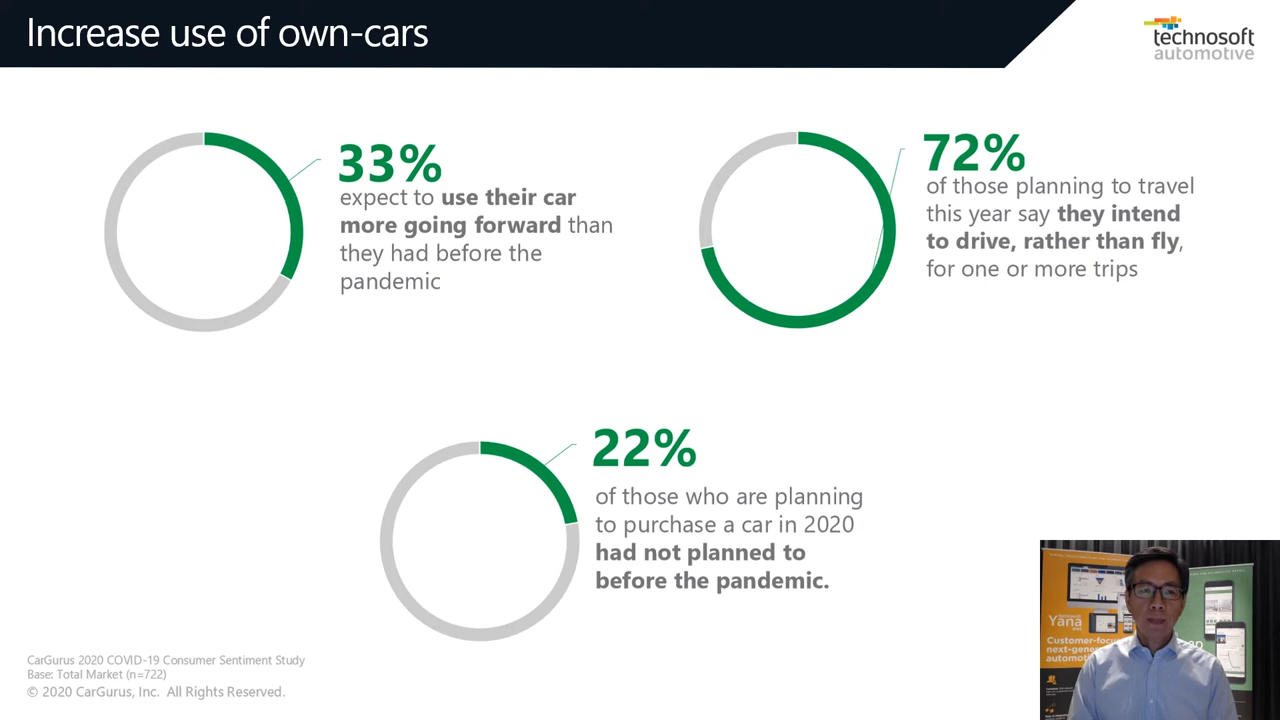 Increase use of own-cars
technosoft
automotive
33%
expect to use their car
more going forward than
they had before the
pandemic
72%
of those planning to travel
this year say they intend
to drive, rather than fly,
for one or more trips
22%
of those who are planning
to purchase a car in 2020
had not planned to
before the pandemic.
CarGurus 2020 COVID-19 Consumer Sentiment Study
Base: Total Market (n=722)
© 2020 CarGurus, Inc. All Rights Reserved.
Yana
Customer-focu
next-gener
automoti